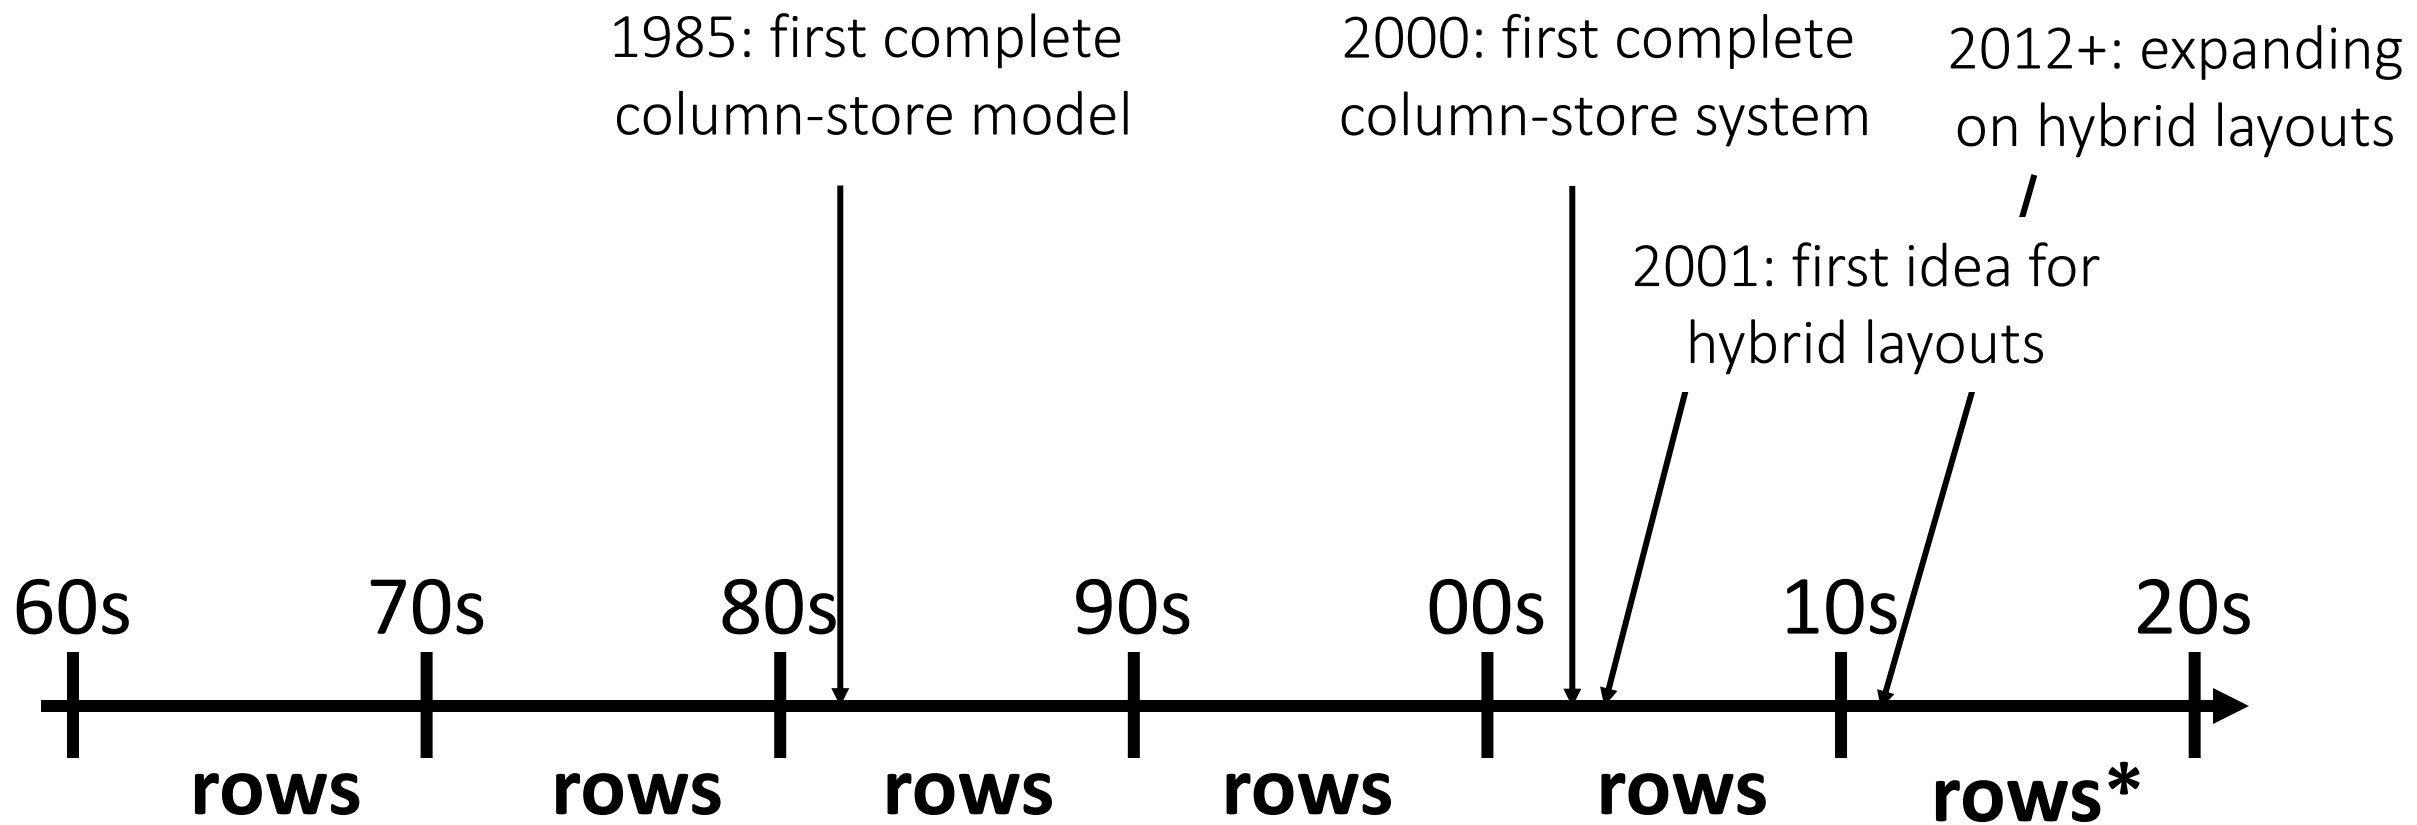 1985: first complete
column-store model
2000: first complete
column-store system
2012+: expanding
on hybrid layouts
2001: first idea for
hybrid layouts
60s 70s 80s 90s 00s 10s 20s
rows rows rows rows rows rows*